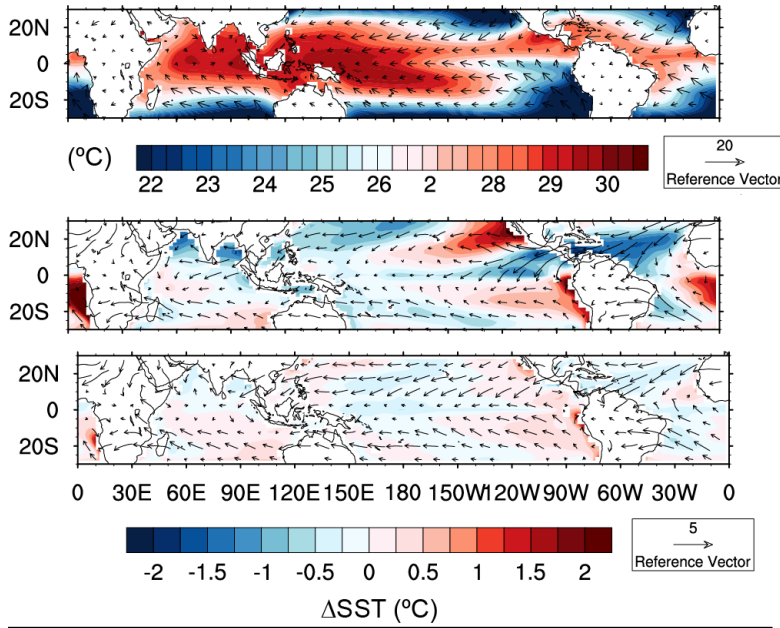 20N
0
20S
(ºC)
22 23 24 25 26 2 28 29 30
20
Reference Vector
20N
0
20S
20N
0
20S
0 30E 60E 90E 120E 150E 180 150W 120W 90W 60W 30W 0
-2 -1.5 -1 -0.5 0 0.5 1 1.5 2
5
Reference Vector
ΔSST (ºC)